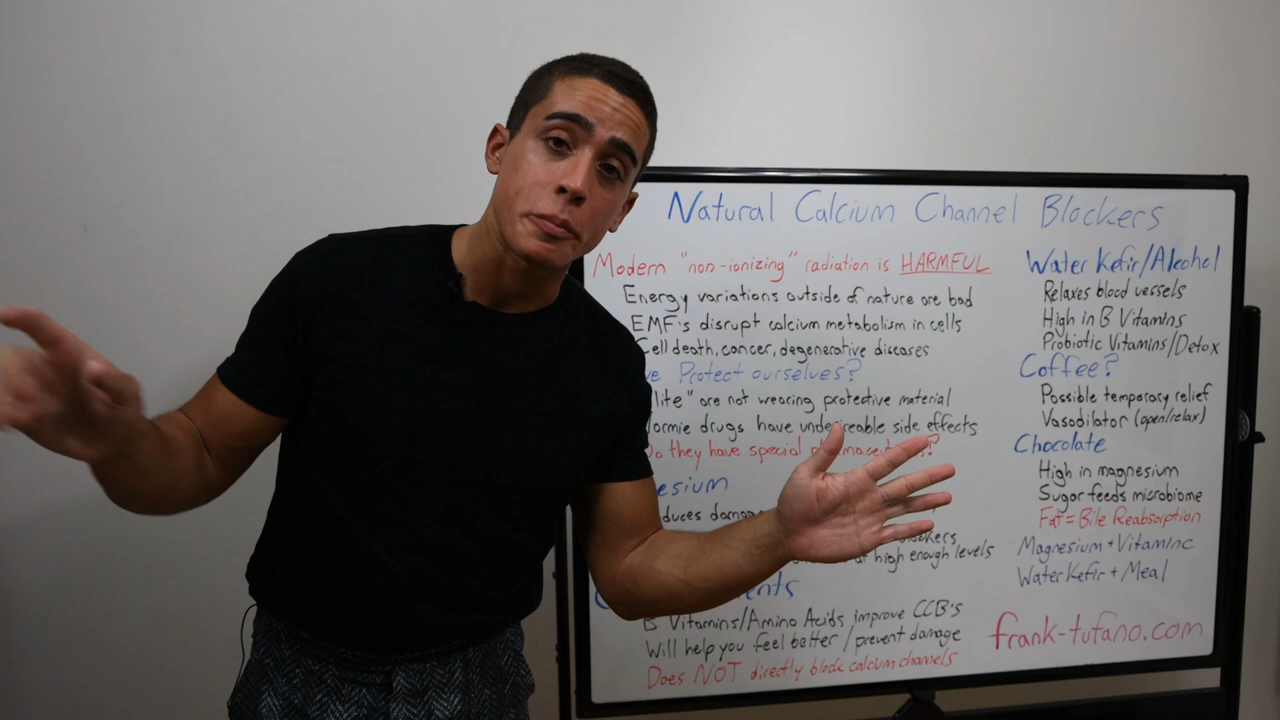 Natural Calcium Channel Blockers
Modern "non-ionizing" radiation is HARMFUL
Energy variations outside of nature are bad
EMF's disrupt calcium metabolism in cells
Cell death, cancer, degenerative diseases
Protect ourselves?
lite" are not wearing protective material
ormie drugs have undesireable side effects
o they have special
esium
duces
at high enough levels
nts
B Vitamins/Amino Acids improve CCB's
Will help you feel better / prevent damage
Does NOT directly block calcium channels
Water Kefir/Alcohol
Relaxes blood vessels
High in B Vitamins
Probiotic Vitamins/Detox
Coffee?
Possible temporary relief
Vasodilator (open/relax)
Chocolate
High in magnesium
Sugar feeds microbiome
Fat = Bile Reabsorption
Magnesium + Vitaminc
Water Kefir + Meal
frank-tufano.com